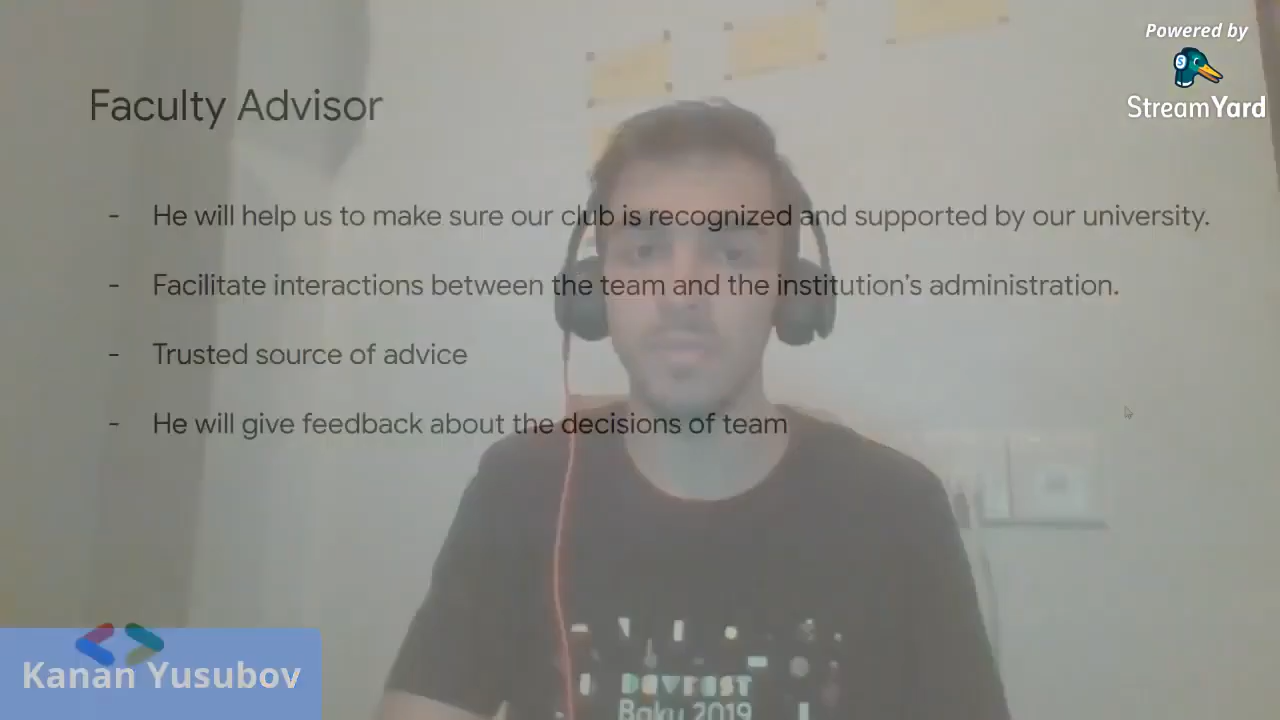 Powered by
StreamYard
Faculty Advisor
- He will help us to make sure our club is recognized and supported by our university.
- Facilitate interactions between the team and the institution’s administration.
- Trusted source of advice
- He will give feedback about the decisions of team
Kanan Yusubov
DevFest
Baku 2019